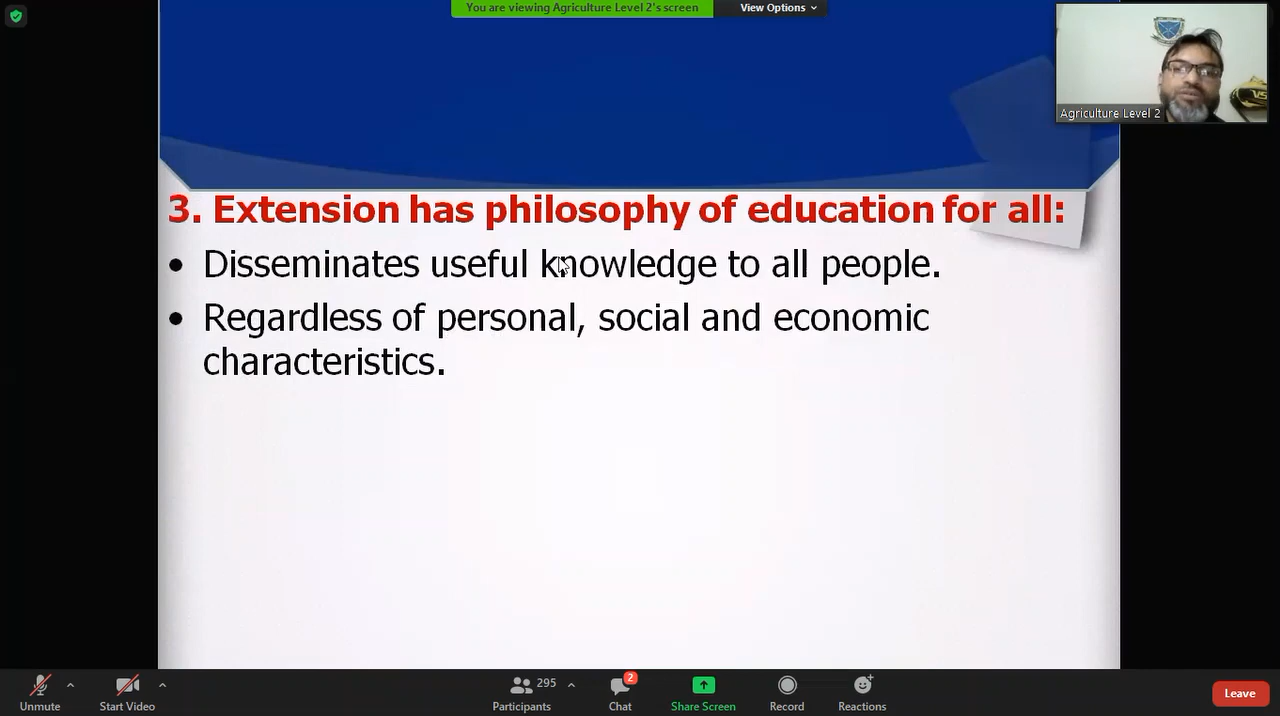 You are viewing Agriculture Level 2's screen
View Options
Agriculture Level 2
3. Extension has philosophy of education for all:
• Disseminates useful knowledge to all people.
• Regardless of personal, social and economic
characteristics.
Unmute
Start Video
295
Participants
2
Chat
Share Screen
Record
Reactions
Leave